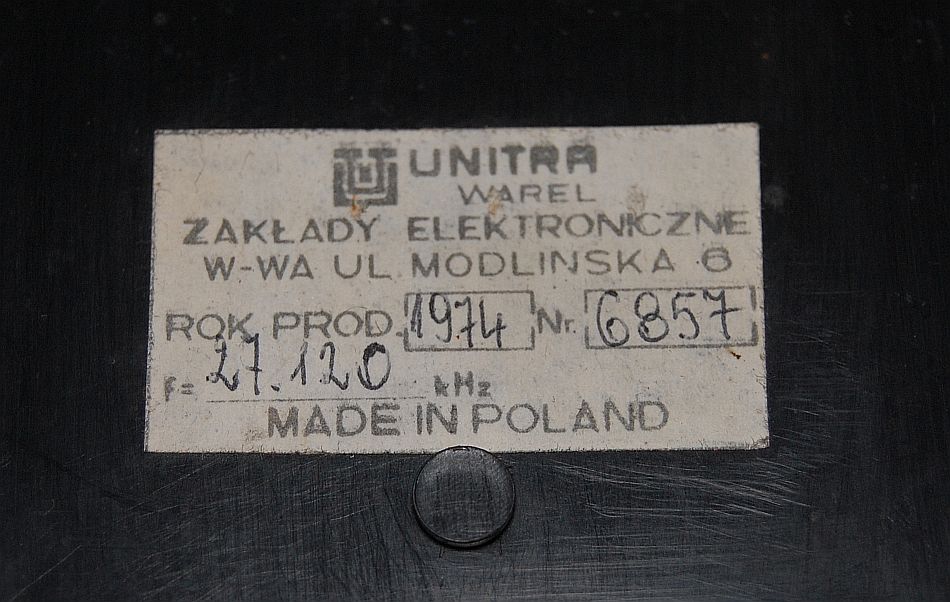 UNITRA
WAREL
ZAKŁADY ELEKTRONICZNE
W-WA UL. MODLINSKA 6
ROK PROD. 1974 Nr. 6857
F= 27.120 kHz
MADE IN POLAND